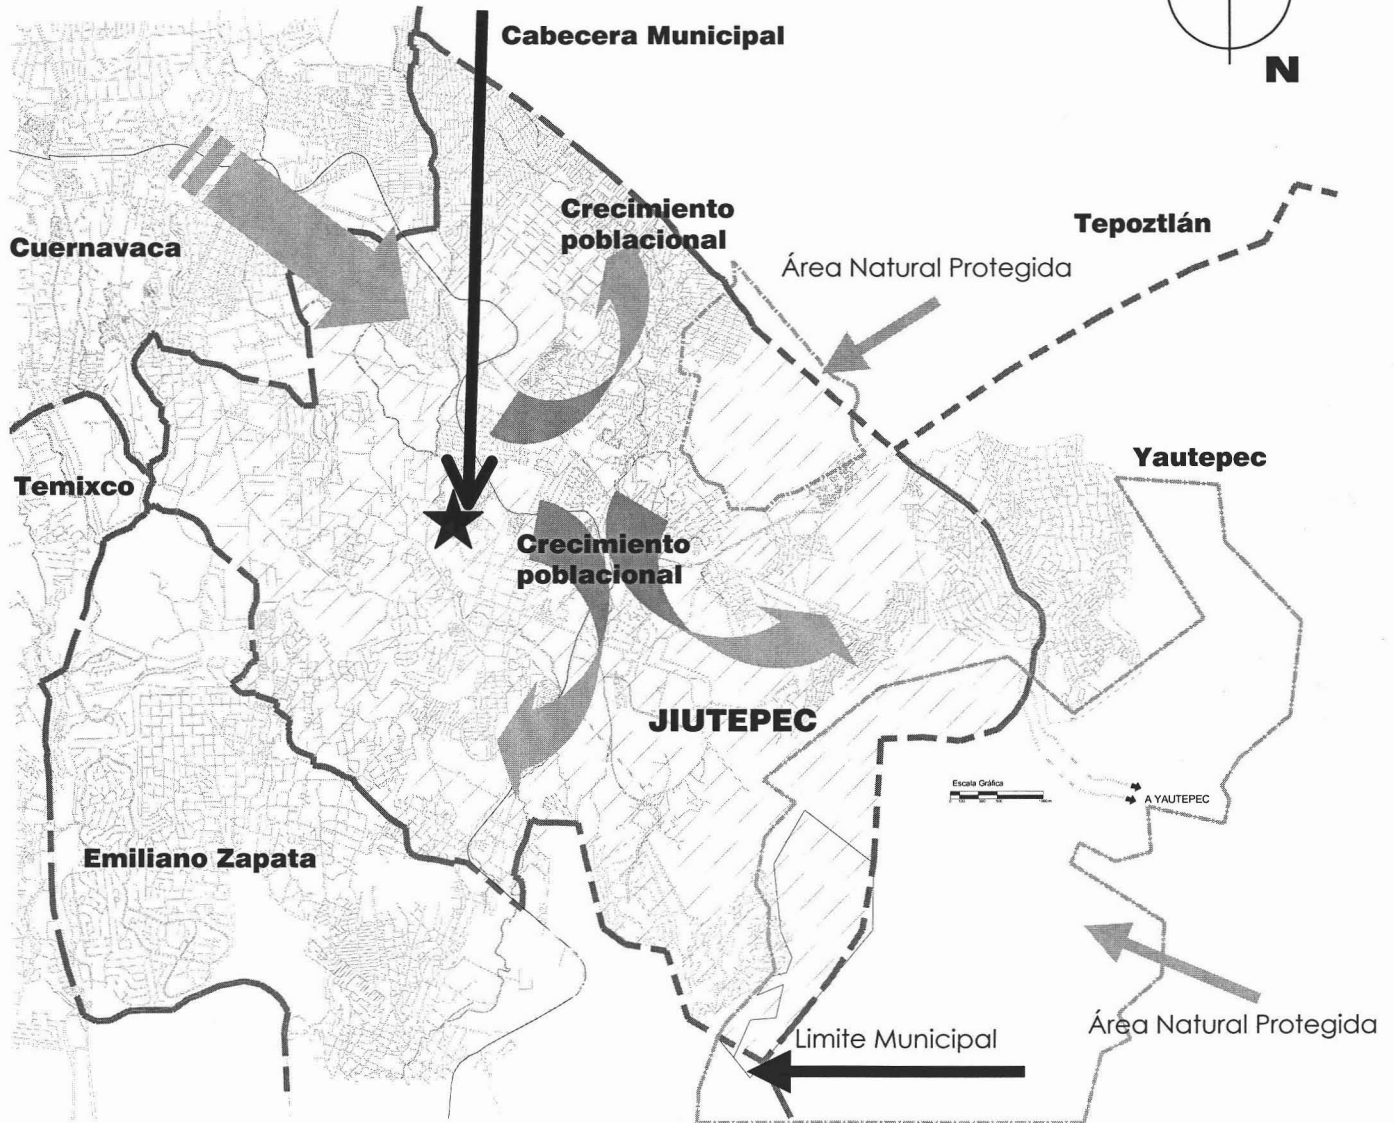 Cabecera Municipal
N
Crecimiento
poblacional
Tepoztlán
Cuernavaca
Área Natural Protegida
Yautepec
Temixco
Crecimiento
poblacional
JIUTEPEC
Escala Gráfica
A YAUTEPEC
Emiliano Zapata
Área Natural Protegida
Limite Municipal